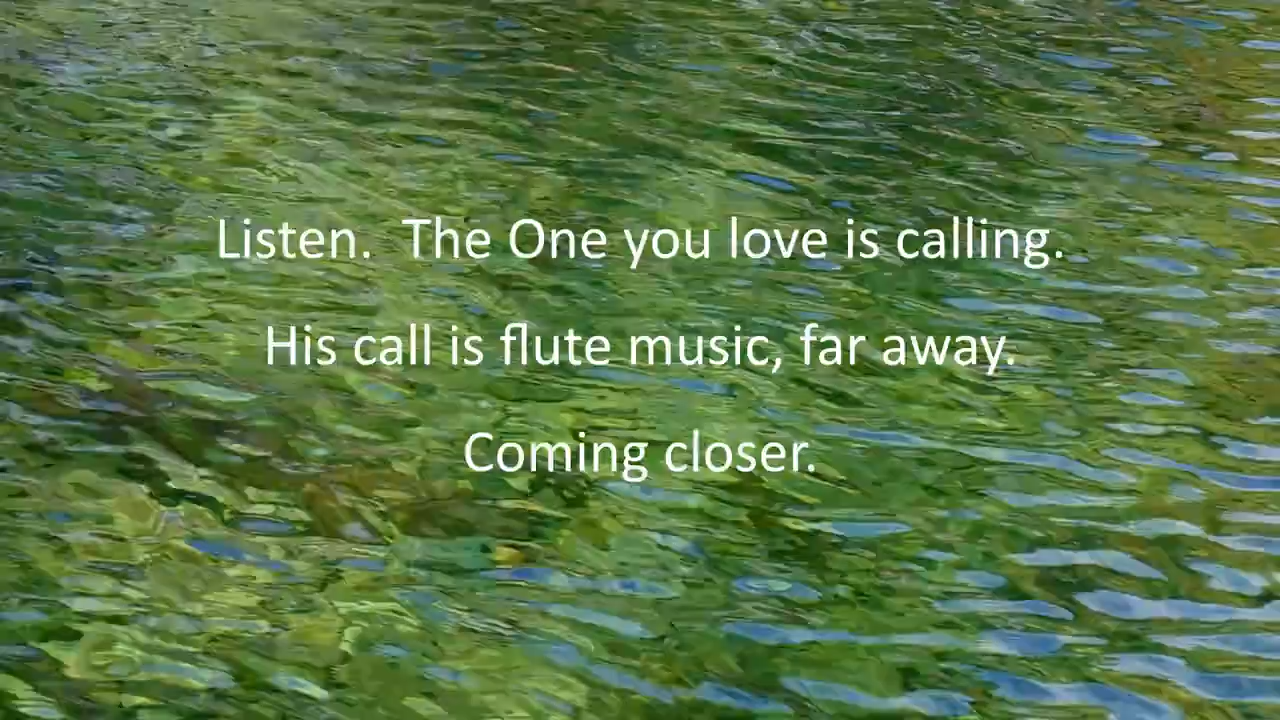 Listen.  The One you love is calling.
His call is flute music, far away.
Coming closer.